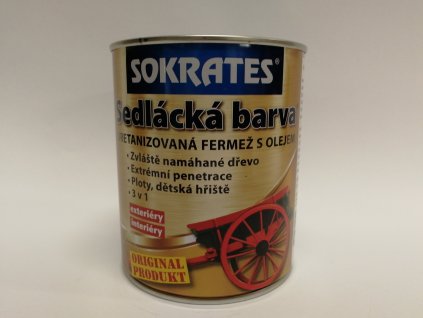 SOKRATES®
Sedlácká barva
RETANIZOVANÁ FERMEŽ S OLEJEM
• Zvláště namáhané dřevo
• Extrémní penetrace
• Ploty, dětská hřiště
• 3 v 1
exteriéry
interiéry
ORIGINAL
PRODUKT